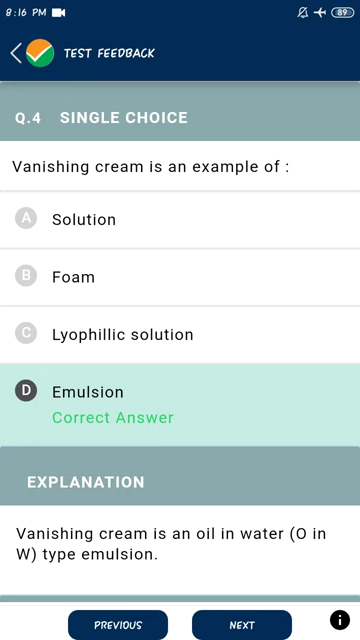 8:16 PM
89
TEST FEEDBACK
Q.4 SINGLE CHOICE
Vanishing cream is an example of :
A Solution
B Foam
C Lyophillic solution
D Emulsion
Correct Answer
EXPLANATION
Vanishing cream is an oil in water (O in
W) type emulsion.
PREVIOUS NEXT